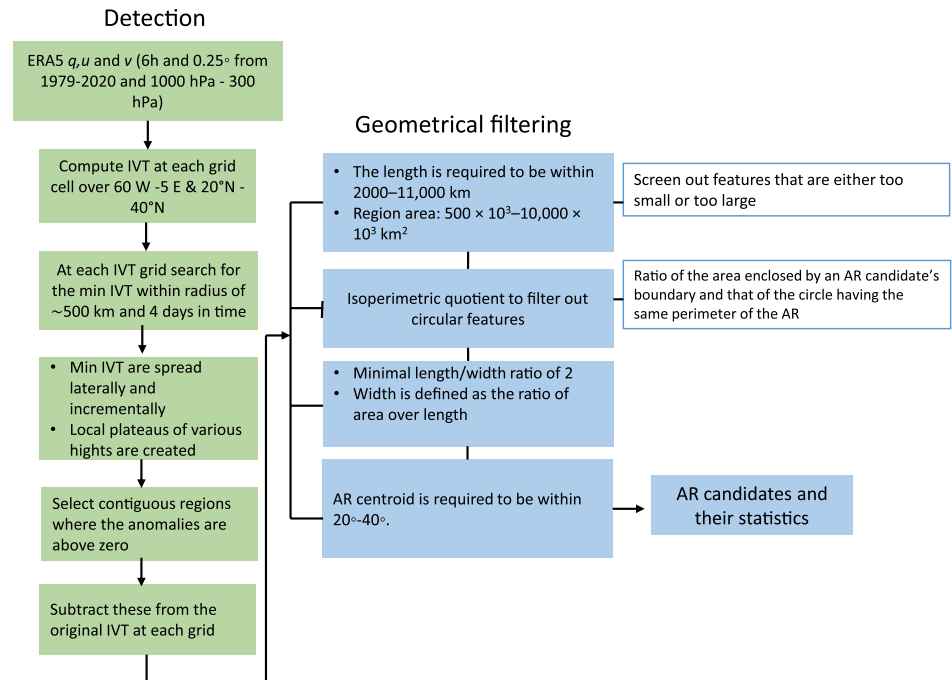 Detection
ERA5 q,u and v (6h and 0.25◦ from
1979-2020 and 1000 hPa - 300
hPa)
Compute IVT at each grid
cell over 60 W -5 E & 20°N -
40°N
At each IVT grid search for
the min IVT within radius of
~500 km and 4 days in time
• Min IVT are spread
laterally and
incrementally
• Local plateaus of various
hights are created
Select contiguous regions
where the anomalies are
above zero
Subtract these from the
original IVT at each grid
Geometrical filtering
• The length is required to be within
2000–11,000 km
• Region area: 500 × 10³–10,000 ×
10³ km²
Screen out features that are either too
small or too large
Isoperimetric quotient to filter out
circular features
Ratio of the area enclosed by an AR candidate’s
boundary and that of the circle having the
same perimeter of the AR
• Minimal length/width ratio of 2
• Width is defined as the ratio of
area over length
AR centroid is required to be within
20◦-40◦.
AR candidates and
their statistics